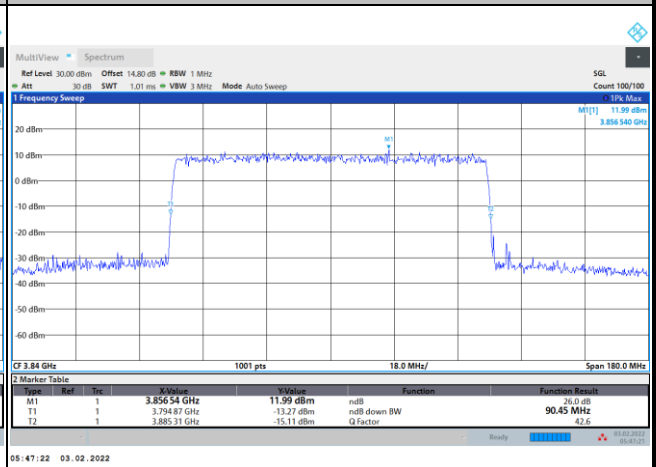 MultiView Spectrum
Ref Level 30.00 dBm Offset 14.80 dB RBW 1 MHz SGL
Att 30 dB SWT 1.01 ms VBW 3 MHz Mode Auto Sweep Count 100/100
1 Frequency Sweep 1Pk Max
M1[1] 11.99 dBm
3.856 540 GHz
M1
20 dBm
10 dBm
0 dBm
T1 T2
-10 dBm
-20 dBm
-30 dBm
-40 dBm
-50 dBm
-60 dBm
CF 3.84 GHz 1001 pts 18.0 MHz/ Span 180.0 MHz
2 Marker Table
Type Ref Trc X-Value Y-Value Function Function Result
M1 1 3.856 54 GHz 11.99 dBm ndB 26.0 dB
T1 1 3.794 87 GHz -13.27 dBm ndB down BW 90.45 MHz
T2 1 3.885 31 GHz -15.11 dBm Q Factor 42.6
Ready 03.02.2022
05:47:21
05:47:22 03.02.2022